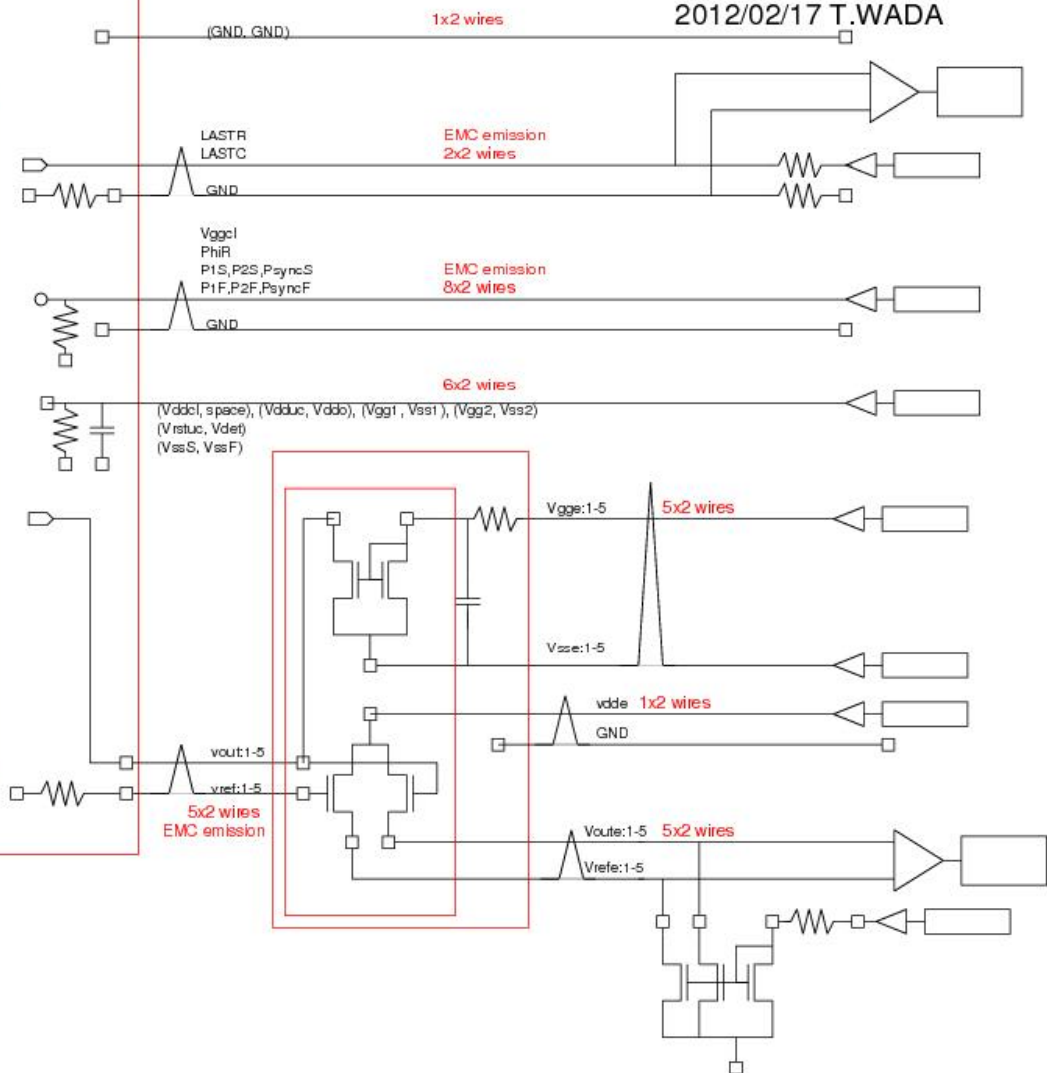 2012/02/17 T.WADA
1x2 wires
(GND, GND)
LASTR
LASTC
EMC emission
2x2 wires
GND
Vggcl
PhiR
P1S,P2S,PsyncS
P1F,P2F,PsyncF
EMC emission
8x2 wires
GND
6x2 wires
(Vddcl, space), (Vdduc, Vddo), (Vgg1, Vss1), (Vgg2, Vss2)
(Vrstuc, Vdet)
(VssS, VssF)
Vgge:1-5
5x2 wires
Vsse:1-5
vdde
1x2 wires
GND
vout:1-5
vref:1-5
5x2 wires
EMC emission
Voute:1-5
5x2 wires
Vrefe:1-5